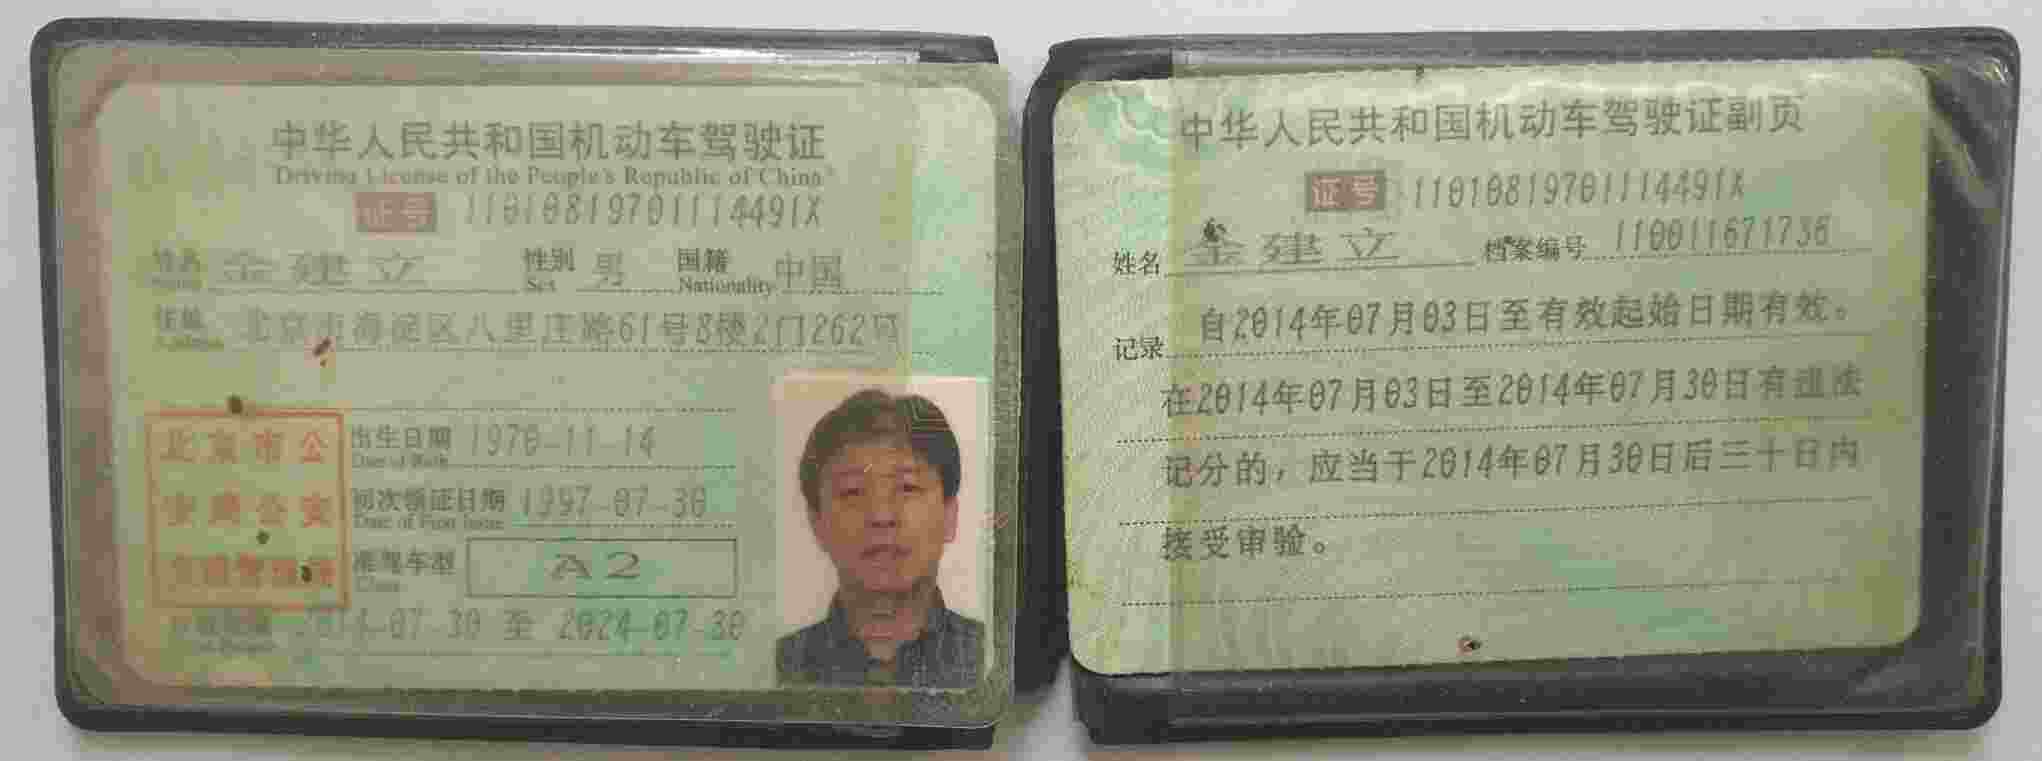 中华人民共和国机动车驾驶证
Driving License of the People's Republic of China
证号 11010819701114491X
姓名 金建立 性别 男 国籍 中国
Sex Nationality
住址 北京市海淀区八里庄路61号8楼2门262号
Address
北京市公
安局公安
交通管理局
出生日期 1970-11-14
Date of Birth
初次领证日期 1997-07-30
Date of First Issue
准驾车型 A2
Class
2014-07-30 至 2024-07-30
中华人民共和国机动车驾驶证副页
证号 11010819701114491X
姓名 金建立 档案编号 110011671736
记录 自2014年07月03日至有效起始日期有效。
在2014年07月03日至2014年07月30日有违法
记分的，应当于2014年07月30日后三十日内
接受审验。